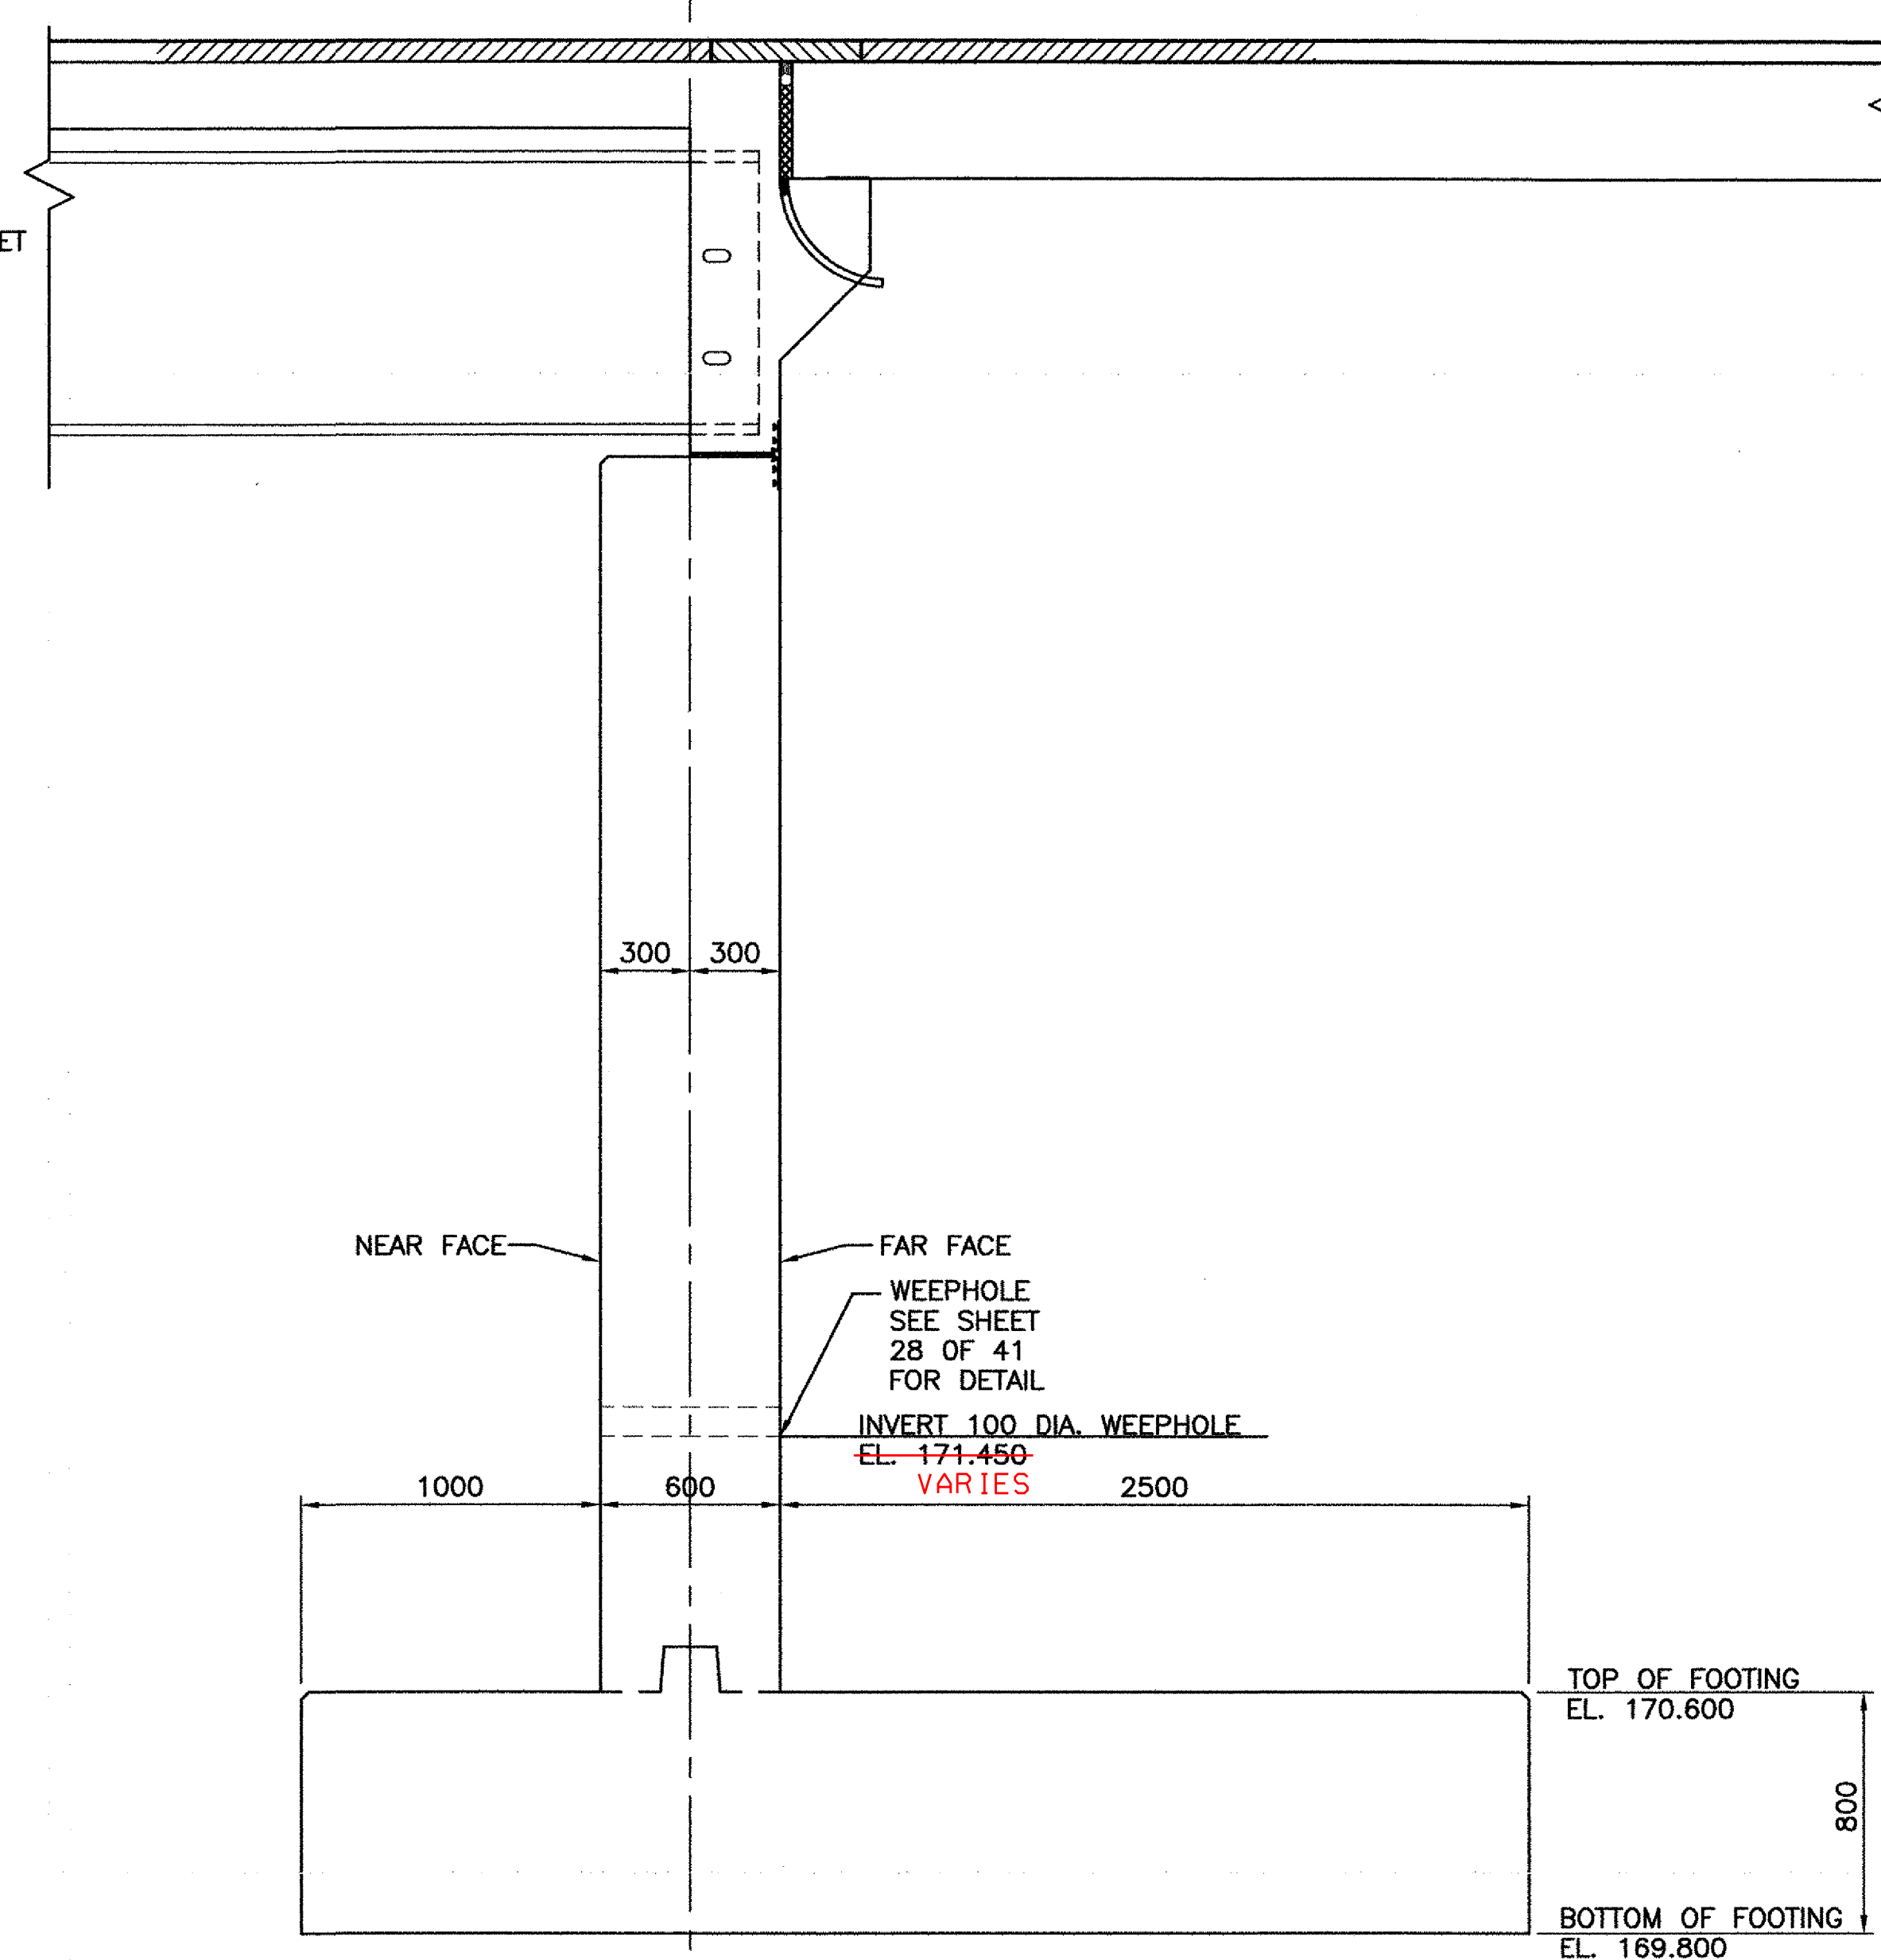 ET
300 300
NEAR FACE
FAR FACE
WEEPHOLE
SEE SHEET
28 OF 41
FOR DETAIL
INVERT 100 DIA. WEEPHOLE
EL. 171.450
VARIES
1000 600 2500
TOP OF FOOTING
EL. 170.600
800
BOTTOM OF FOOTING
EL. 169.800